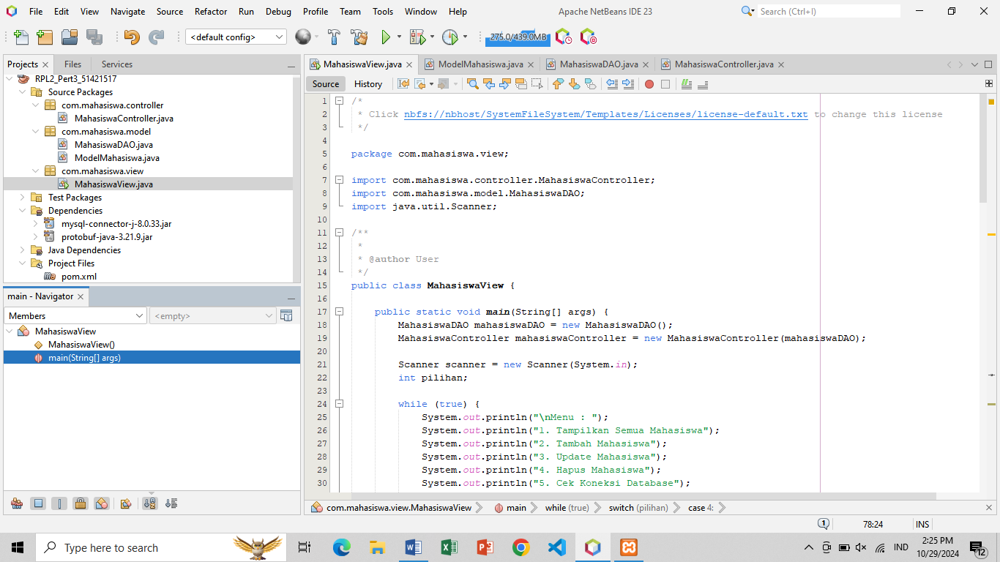 File Edit View Navigate Source Refactor Run Debug Profile Team Tools Window Help Apache NetBeans IDE 23 Search (Ctrl+I)
<default config> 275.0/439.0MB
Projects Files Services
RPL2_Pert3_51421517
Source Packages
com.mahasiswa.controller
MahasiswaController.java
com.mahasiswa.model
MahasiswaDAO.java
ModelMahasiswa.java
com.mahasiswa.view
MahasiswaView.java
Test Packages
Dependencies
mysql-connector-j-8.0.33.jar
protobuf-java-3.21.9.jar
Java Dependencies
Project Files
pom.xml
main - Navigator
Members <empty>
MahasiswaView
MahasiswaView()
main(String[] args)
MahasiswaView.java ModelMahasiswa.java MahasiswaDAO.java MahasiswaController.java
Source History
1 /*
2 * Click nbfs://nbhost/SystemFileSystem/Templates/Licenses/license-default.txt to change this license
3 */
4
5 package com.mahasiswa.view;
6
7 import com.mahasiswa.controller.MahasiswaController;
8 import com.mahasiswa.model.MahasiswaDAO;
9 import java.util.Scanner;
10
11 /**
12 *
13 * @author User
14 */
15 public class MahasiswaView {
16
17 public static void main(String[] args) {
18 MahasiswaDAO mahasiswaDAO = new MahasiswaDAO();
19 MahasiswaController mahasiswaController = new MahasiswaController(mahasiswaDAO);
20
21 Scanner scanner = new Scanner(System.in);
22 int pilihan;
23
24 while (true) {
25 System.out.println("\nMenu : ");
26 System.out.println("1. Tampilkan Semua Mahasiswa");
27 System.out.println("2. Tambah Mahasiswa");
28 System.out.println("3. Update Mahasiswa");
29 System.out.println("4. Hapus Mahasiswa");
30 System.out.println("5. Cek Koneksi Database");
com.mahasiswa.view.MahasiswaView main while (true) switch (pilihan) case 4:
1 78:24 INS
Type here to search
IND 2:25 PM
10/29/2024
12